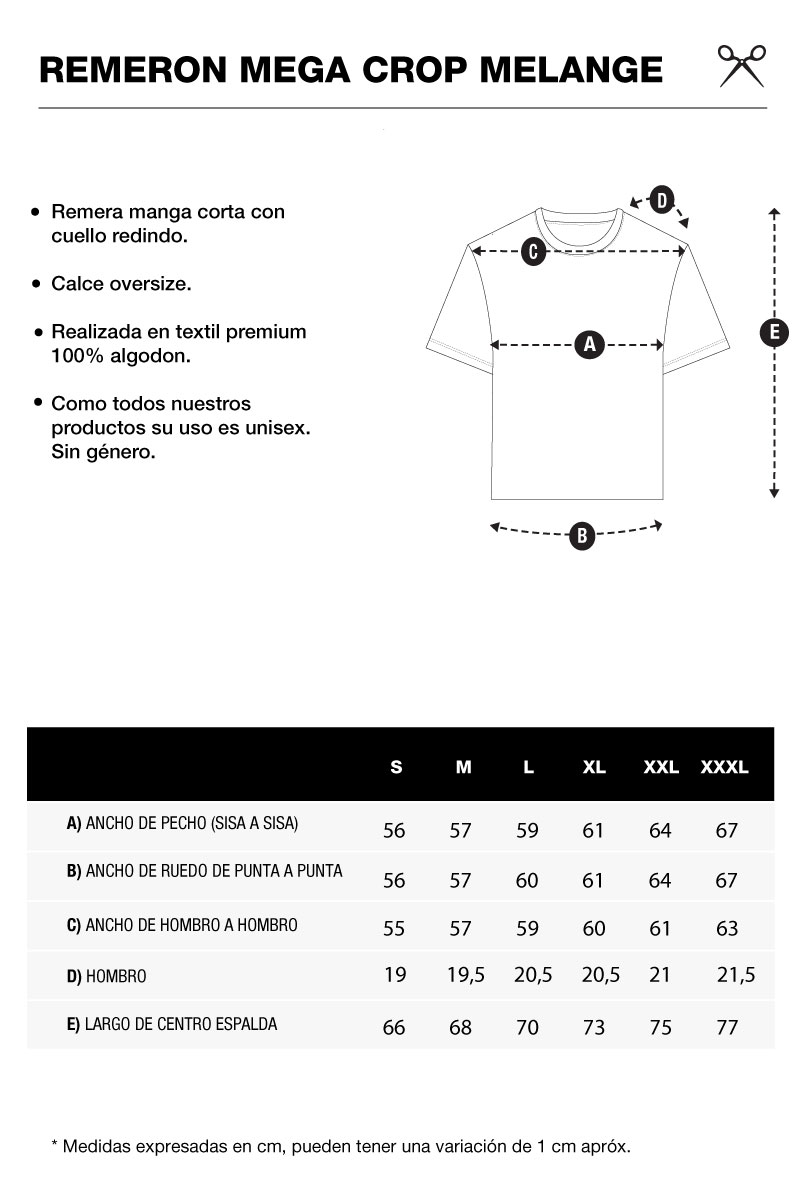 REMERON MEGA CROP MELANGE
• Remera manga corta con
cuello redindo.
• Calce oversize.
• Realizada en textil premium
100% algodon.
• Como todos nuestros
productos su uso es unisex.
Sin género.
D
C
A
E
B
S M L XL XXL XXXL
A) ANCHO DE PECHO (SISA A SISA) 56 57 59 61 64 67
B) ANCHO DE RUEDO DE PUNTA A PUNTA 56 57 60 61 64 67
C) ANCHO DE HOMBRO A HOMBRO 55 57 59 60 61 63
D) HOMBRO 19 19,5 20,5 20,5 21 21,5
E) LARGO DE CENTRO ESPALDA 66 68 70 73 75 77
* Medidas expresadas en cm, pueden tener una variación de 1 cm apróx.